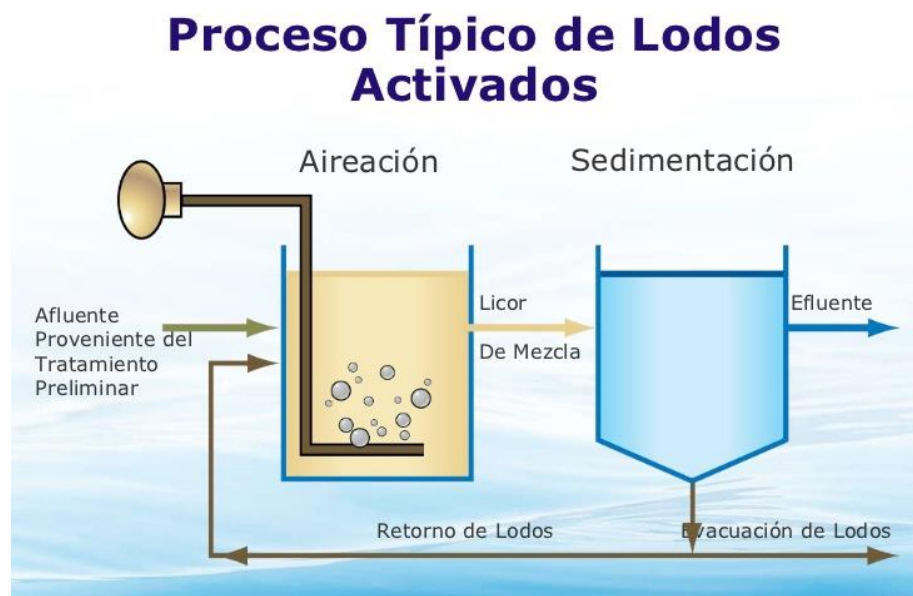 Proceso Típico de Lodos
Activados
Aireación
Sedimentación
Afluente
Proveniente del
Tratamiento
Preliminar
Licor
De Mezcla
Efluente
Retorno de Lodos
Evacuación de Lodos